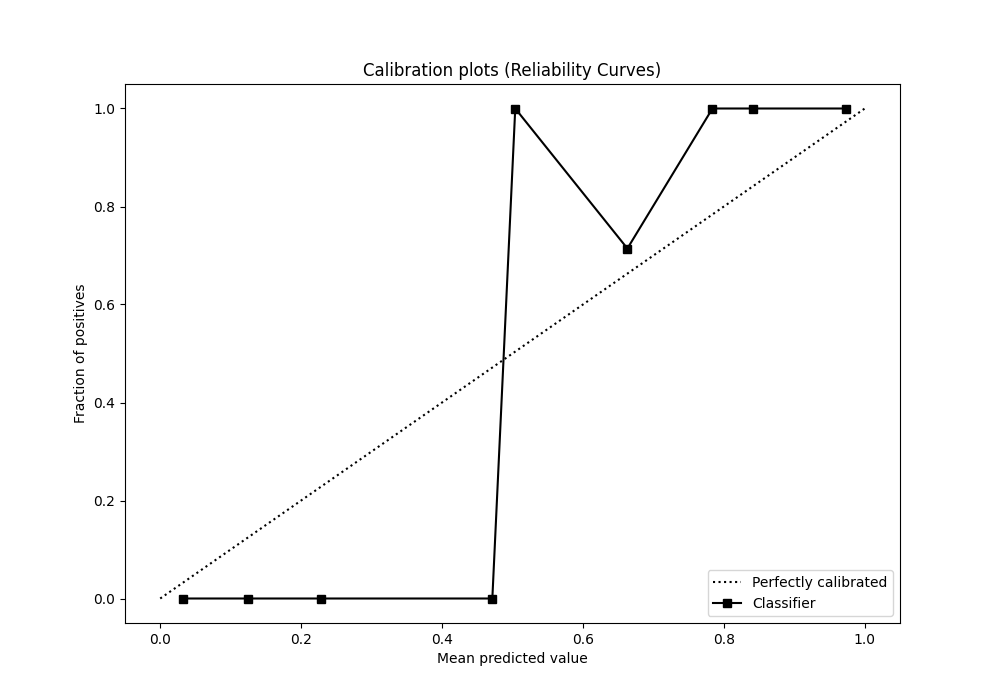 Calibration plots (Reliability Curves)
1.0
0.8
0.6
0.4
0.2
0.0
Fraction of positives
0.0 0.2 0.4 0.6 0.8 1.0
Mean predicted value
Perfectly calibrated
Classifier